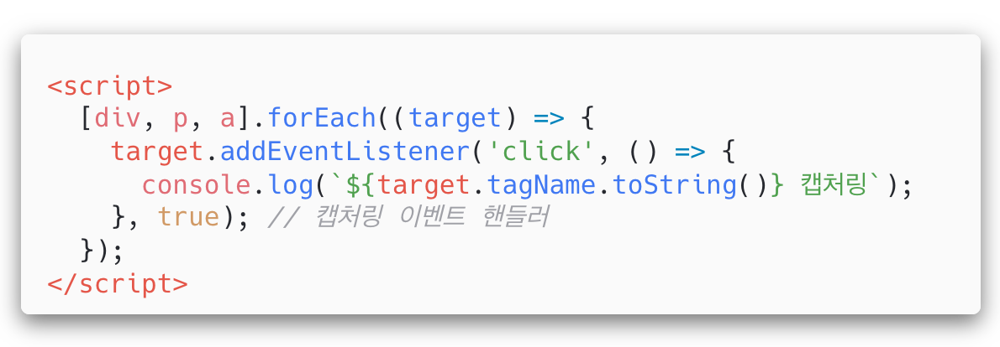 <script>
[div, p, a].forEach((target) => {
target.addEventListener('click', () => {
console.log(`${target.tagName.toString()} 캡처링`);
}, true); // 캡처링 이벤트 핸들러
});
</script>